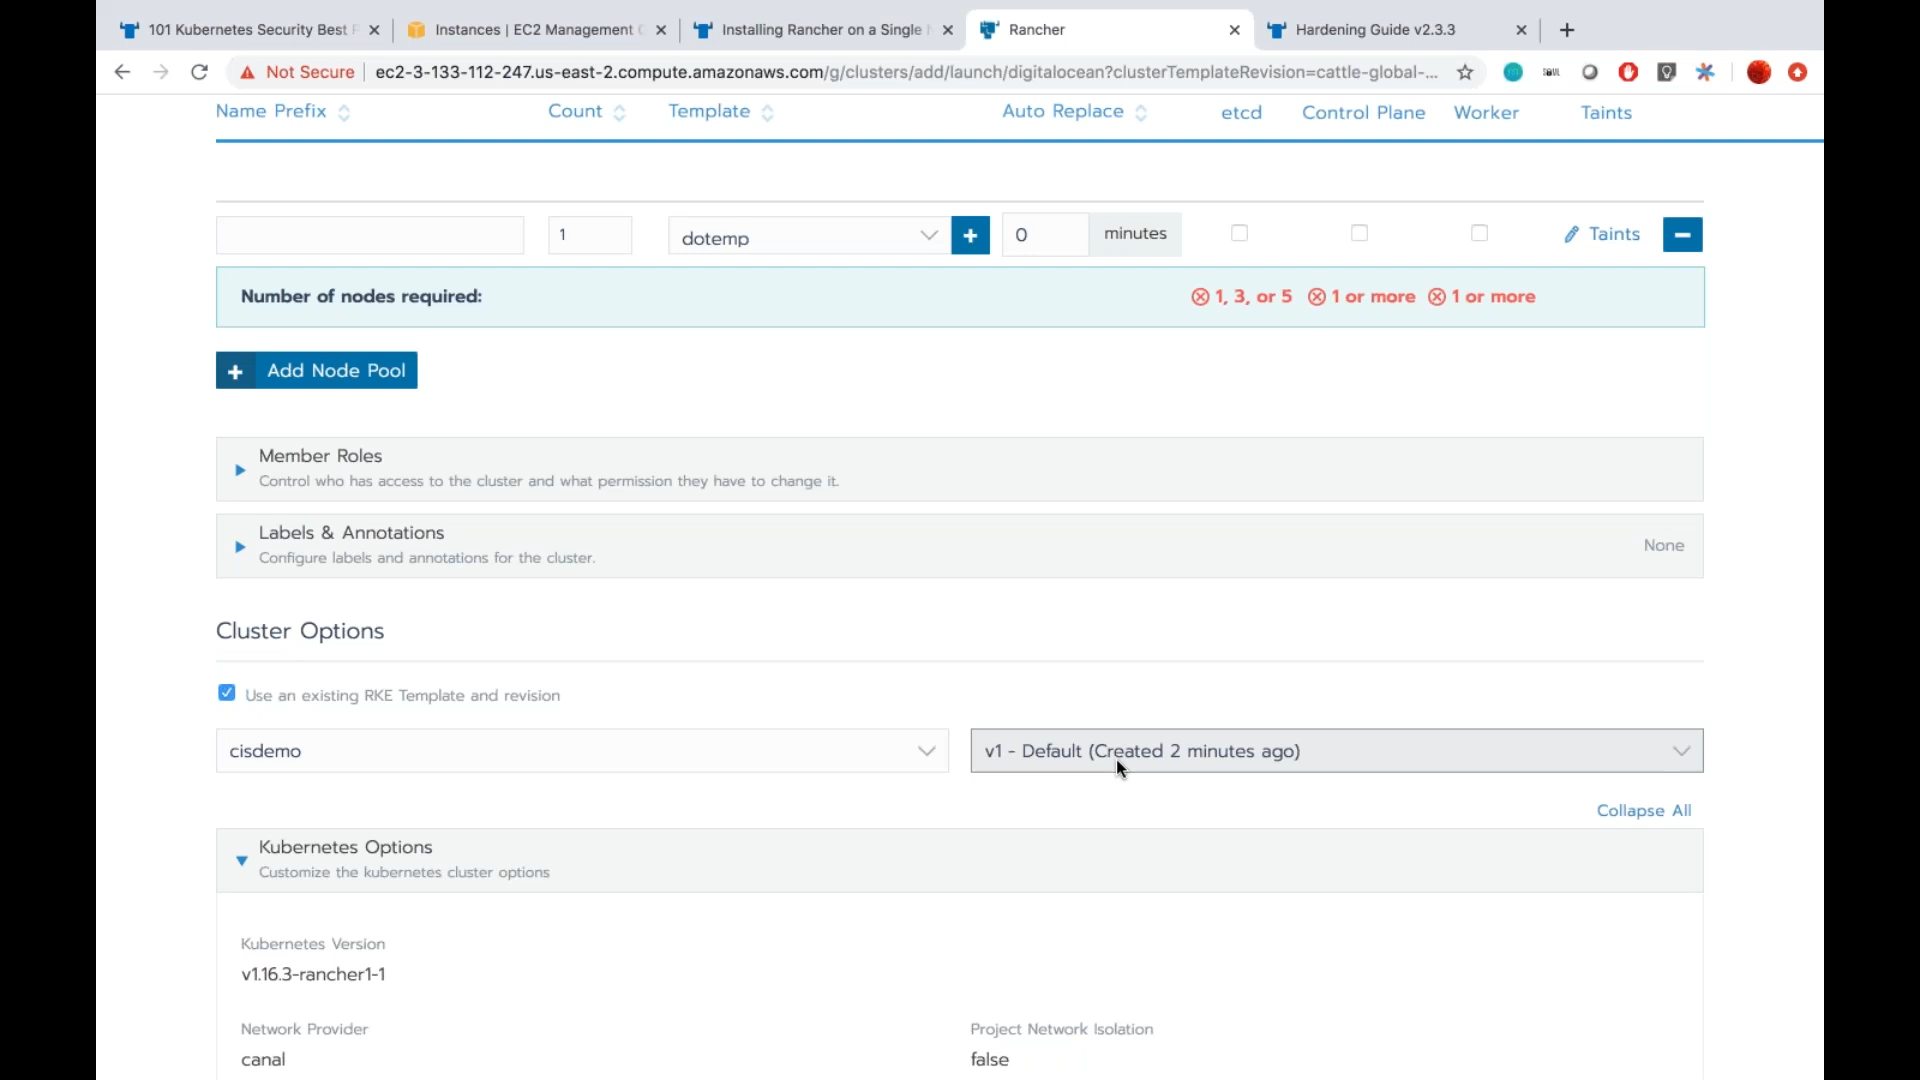 101 Kubernetes Security Best
Instances | EC2 Management
Installing Rancher on a Single
Rancher
Hardening Guide v2.3.3
Not Secure | ec2-3-133-112-247.us-east-2.compute.amazonaws.com/g/clusters/add/launch/digitalocean?clusterTemplateRevision=cattle-global-...
Name Prefix Count Template Auto Replace etcd Control Plane Worker Taints
1 dotemp + 0 minutes Taints
Number of nodes required: 1, 3, or 5 1 or more 1 or more
+ Add Node Pool
Member Roles
Control who has access to the cluster and what permission they have to change it.
Labels & Annotations
Configure labels and annotations for the cluster.
None
Cluster Options
Use an existing RKE Template and revision
cisdemo
v1 - Default (Created 2 minutes ago)
Collapse All
Kubernetes Options
Customize the kubernetes cluster options
Kubernetes Version
v1.16.3-rancher1-1
Network Provider
canal
Project Network Isolation
false